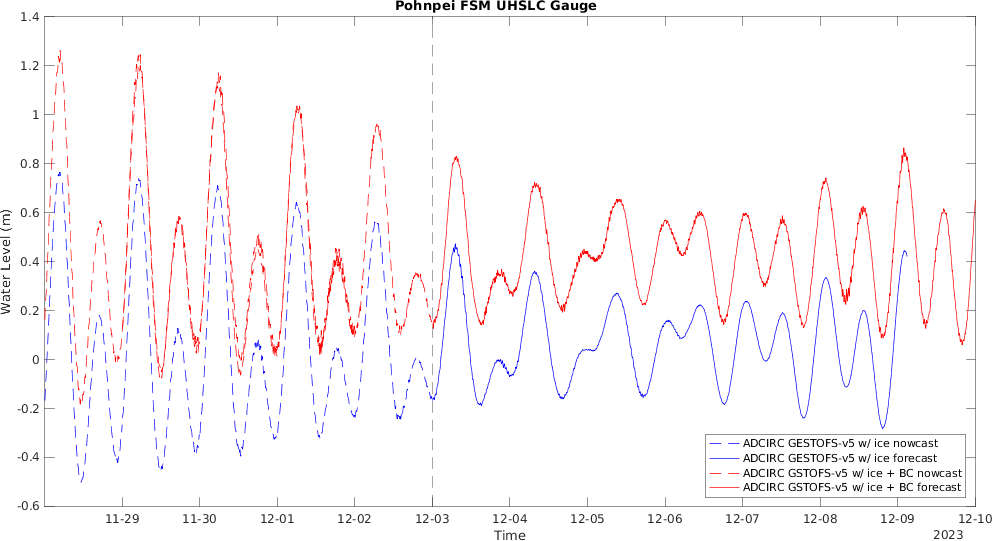 Pohnpei FSM UHSLC Gauge
Water Level (m)
1.4
1.2
1
0.8
0.6
0.4
0.2
0
-0.2
-0.4
-0.6
ADCIRC GESTOFS-v5 w/ ice nowcast
ADCIRC GESTOFS-v5 w/ ice forecast
ADCIRC GSTOFS-v5 w/ ice + BC nowcast
ADCIRC GSTOFS-v5 w/ ice + BC forecast
11-29 11-30 12-01 12-02 12-03 12-04 12-05 12-06 12-07 12-08 12-09 12-10
Time
2023